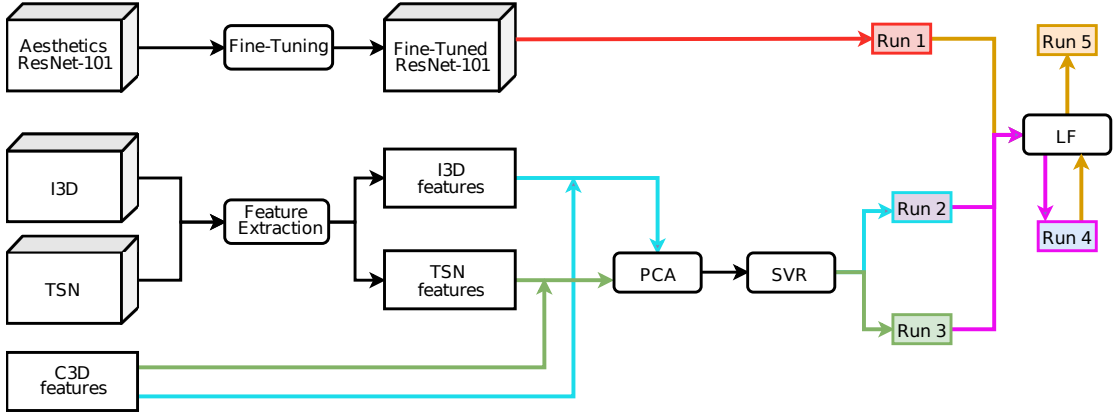 Aesthetics
ResNet-101
Fine-Tuning
Fine-Tuned
ResNet-101
Run 1
Run 5
LF
I3D
Feature
Extraction
I3D
features
Run 2
Run 4
TSN
TSN
features
PCA
SVR
Run 3
C3D
features